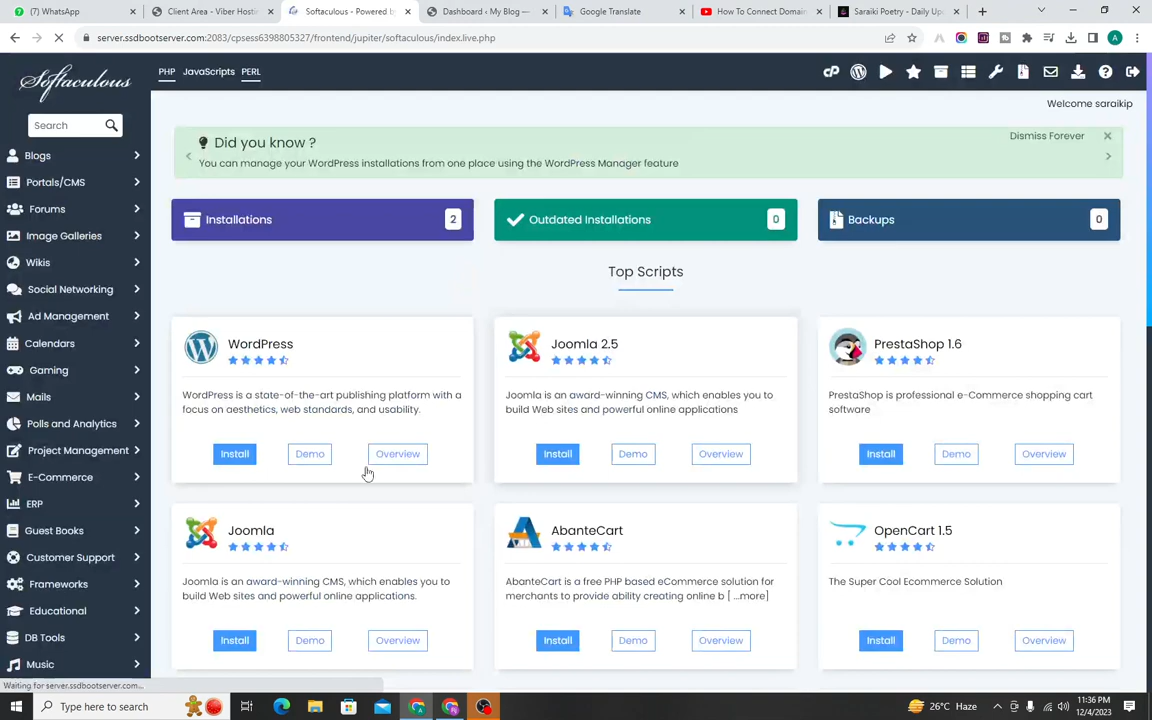 WhatsApp
Client Area - Viber Hosti
Softaculous - Powered b
Dashboard ‹ My Blog —
Google Translate
How To Connect Domain
Saraiki Poetry - Daily Up
server.ssdbootserver.com:2083/cpsess6398805327/frontend/jupiter/softaculous/index.live.php
Softaculous
PHP JavaScripts PERL
Welcome saraikip
Search
Did you know ?
Dismiss Forever
You can manage your WordPress installations from one place using the WordPress Manager feature
Blogs
Portals/CMS
Forums
Image Galleries
Wikis
Social Networking
Ad Management
Calendars
Gaming
Mails
Polls and Analytics
Project Management
E-Commerce
ERP
Guest Books
Customer Support
Frameworks
Educational
DB Tools
Music
Installations 2
Outdated Installations 0
Backups 0
Top Scripts
WordPress
WordPress is a state-of-the-art publishing platform with a
focus on aesthetics, web standards, and usability.
Install Demo Overview
Joomla 2.5
Joomla is an award-winning CMS, which enables you to
build Web sites and powerful online applications
Install Demo Overview
PrestaShop 1.6
PrestaShop is professional e-Commerce shopping cart
software
Install Demo Overview
Joomla
Joomla is an award-winning CMS, which enables you to
build Web sites and powerful online applications.
Install Demo Overview
AbanteCart
AbanteCart is a free PHP based eCommerce solution for
merchants to provide ability creating online b [ ...more]
Install Demo Overview
OpenCart 1.5
The Super Cool Ecommerce Solution
Install Demo Overview
Waiting for server.ssdbootserver.com...
Type here to search
26°C Haze
11:36 PM
12/4/2023